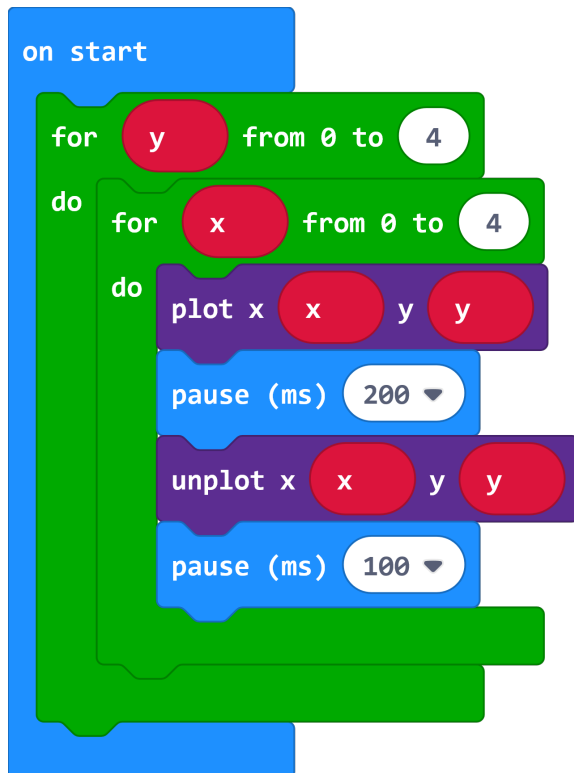 on start
for y from 0 to 4
do
for x from 0 to 4
do
plot x x y y
pause (ms) 200
unplot x x y y
pause (ms) 100